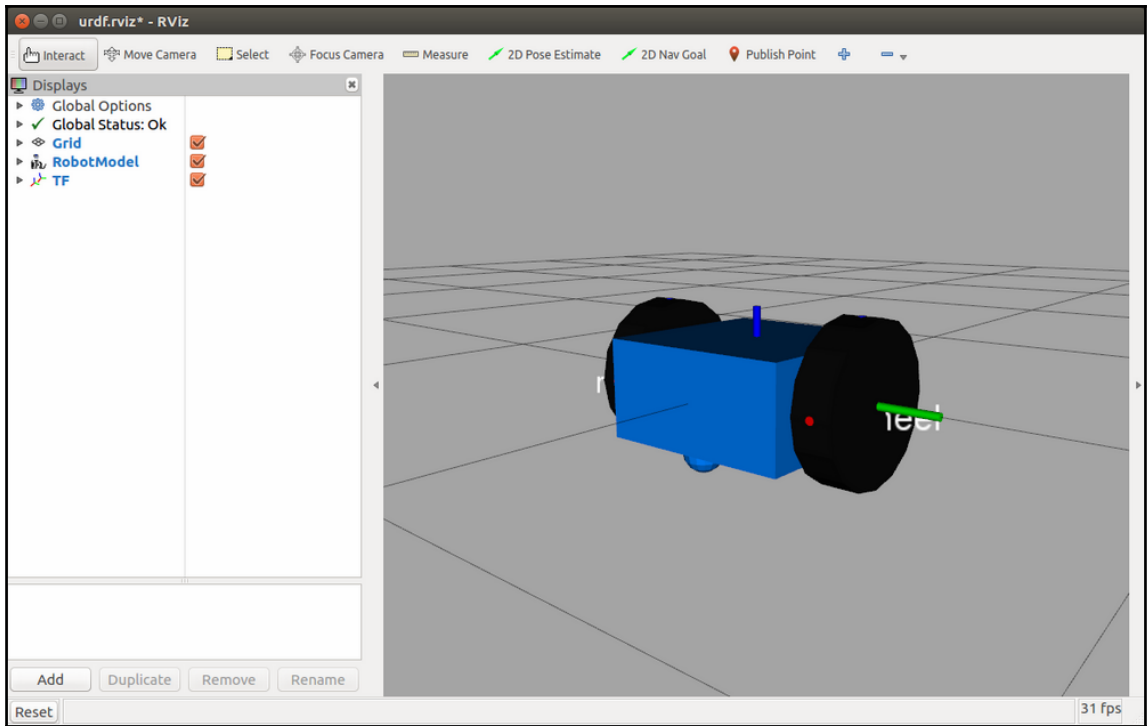 urdf.rviz* - RViz
Interact Move Camera Select Focus Camera Measure 2D Pose Estimate 2D Nav Goal Publish Point
Displays
Global Options
Global Status: Ok
Grid
RobotModel
TF
Add Duplicate Remove Rename
Reset
31 fps